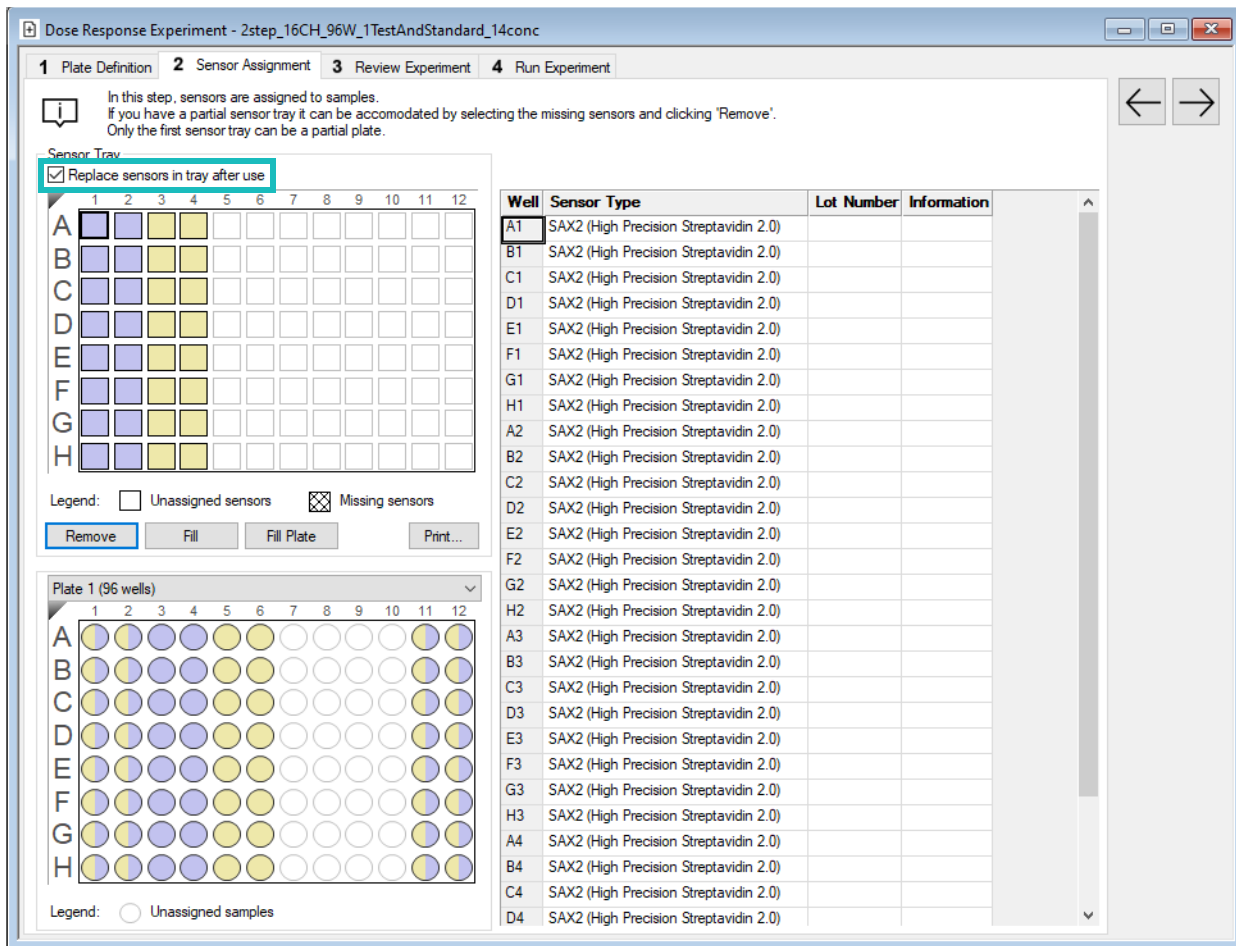 Dose Response Experiment - 2step_16CH_96W_1TestAndStandard_14conc
1 Plate Definition 2 Sensor Assignment 3 Review Experiment 4 Run Experiment
In this step, sensors are assigned to samples.
If you have a partial sensor tray it can be accomodated by selecting the missing sensors and clicking 'Remove'.
Only the first sensor tray can be a partial plate.
Sensor Tray
Replace sensors in tray after use
1 2 3 4 5 6 7 8 9 10 11 12
A
B
C
D
E
F
G
H
Legend: Unassigned sensors Missing sensors
Remove Fill Fill Plate Print...
Plate 1 (96 wells)
1 2 3 4 5 6 7 8 9 10 11 12
A
B
C
D
E
F
G
H
Legend: Unassigned samples
Well Sensor Type Lot Number Information
A1 SAX2 (High Precision Streptavidin 2.0)
B1 SAX2 (High Precision Streptavidin 2.0)
C1 SAX2 (High Precision Streptavidin 2.0)
D1 SAX2 (High Precision Streptavidin 2.0)
E1 SAX2 (High Precision Streptavidin 2.0)
F1 SAX2 (High Precision Streptavidin 2.0)
G1 SAX2 (High Precision Streptavidin 2.0)
H1 SAX2 (High Precision Streptavidin 2.0)
A2 SAX2 (High Precision Streptavidin 2.0)
B2 SAX2 (High Precision Streptavidin 2.0)
C2 SAX2 (High Precision Streptavidin 2.0)
D2 SAX2 (High Precision Streptavidin 2.0)
E2 SAX2 (High Precision Streptavidin 2.0)
F2 SAX2 (High Precision Streptavidin 2.0)
G2 SAX2 (High Precision Streptavidin 2.0)
H2 SAX2 (High Precision Streptavidin 2.0)
A3 SAX2 (High Precision Streptavidin 2.0)
B3 SAX2 (High Precision Streptavidin 2.0)
C3 SAX2 (High Precision Streptavidin 2.0)
D3 SAX2 (High Precision Streptavidin 2.0)
E3 SAX2 (High Precision Streptavidin 2.0)
F3 SAX2 (High Precision Streptavidin 2.0)
G3 SAX2 (High Precision Streptavidin 2.0)
H3 SAX2 (High Precision Streptavidin 2.0)
A4 SAX2 (High Precision Streptavidin 2.0)
B4 SAX2 (High Precision Streptavidin 2.0)
C4 SAX2 (High Precision Streptavidin 2.0)
D4 SAX2 (High Precision Streptavidin 2.0)